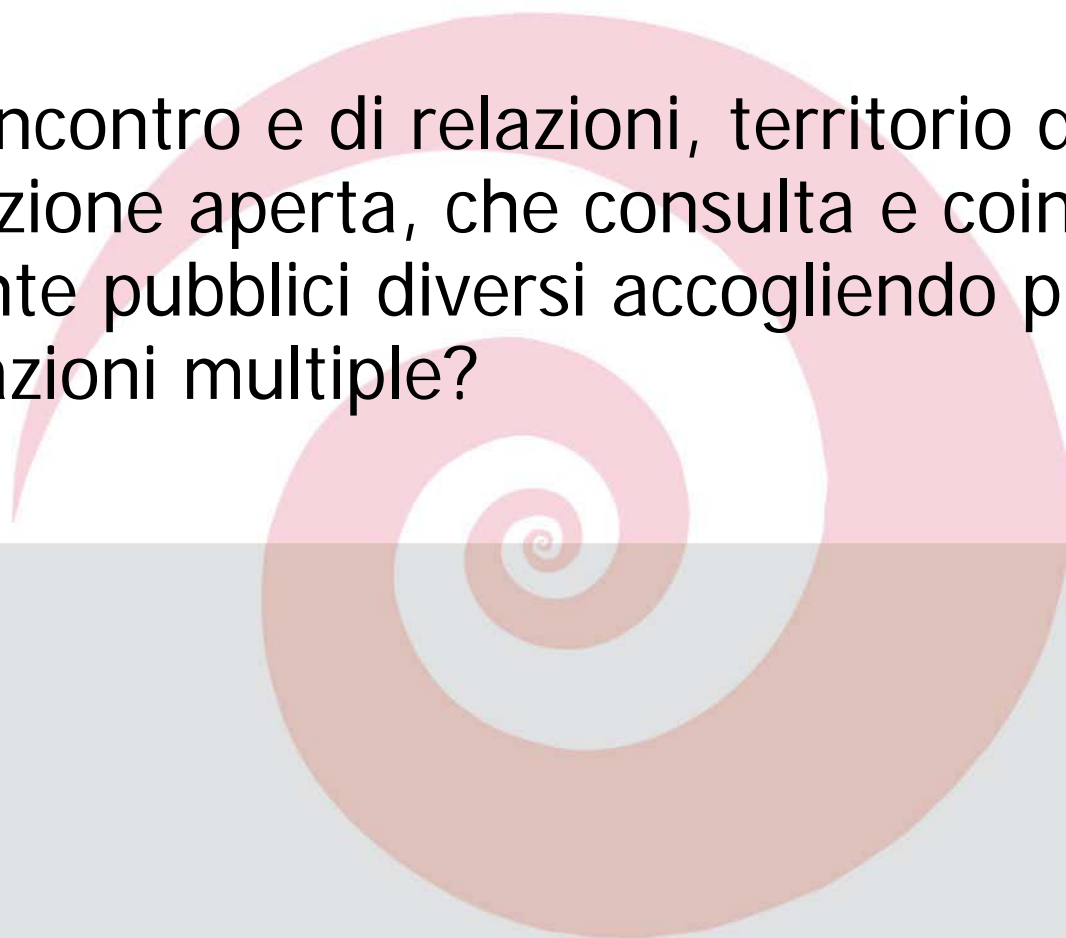 ncontro e di relazioni, territorio d
zione aperta, che consulta e coin
nte pubblici diversi accogliendo p
azioni multiple?